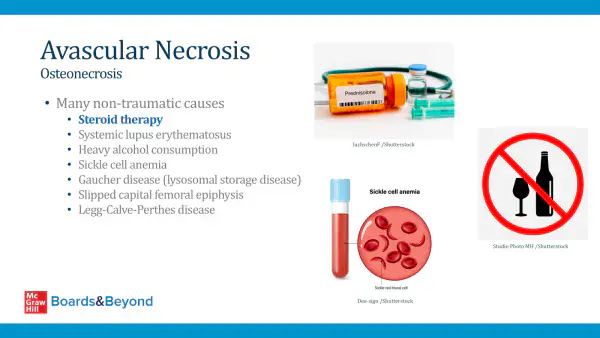 Avascular Necrosis
Osteonecrosis
• Many non-traumatic causes
• Steroid therapy
• Systemic lupus erythematosus
• Heavy alcohol consumption
• Sickle cell anemia
• Gaucher disease (lysosomal storage disease)
• Slipped capital femoral epiphysis
• Legg-Calve-Perthes disease
Prednisolone
/Shutterstock
Sickle cell anemia
Sickle red blood cell
Dee-sign /Shutterstock
Studio Photo MH /Shutterstock
Mc
Graw
Hill
Boards&Beyond